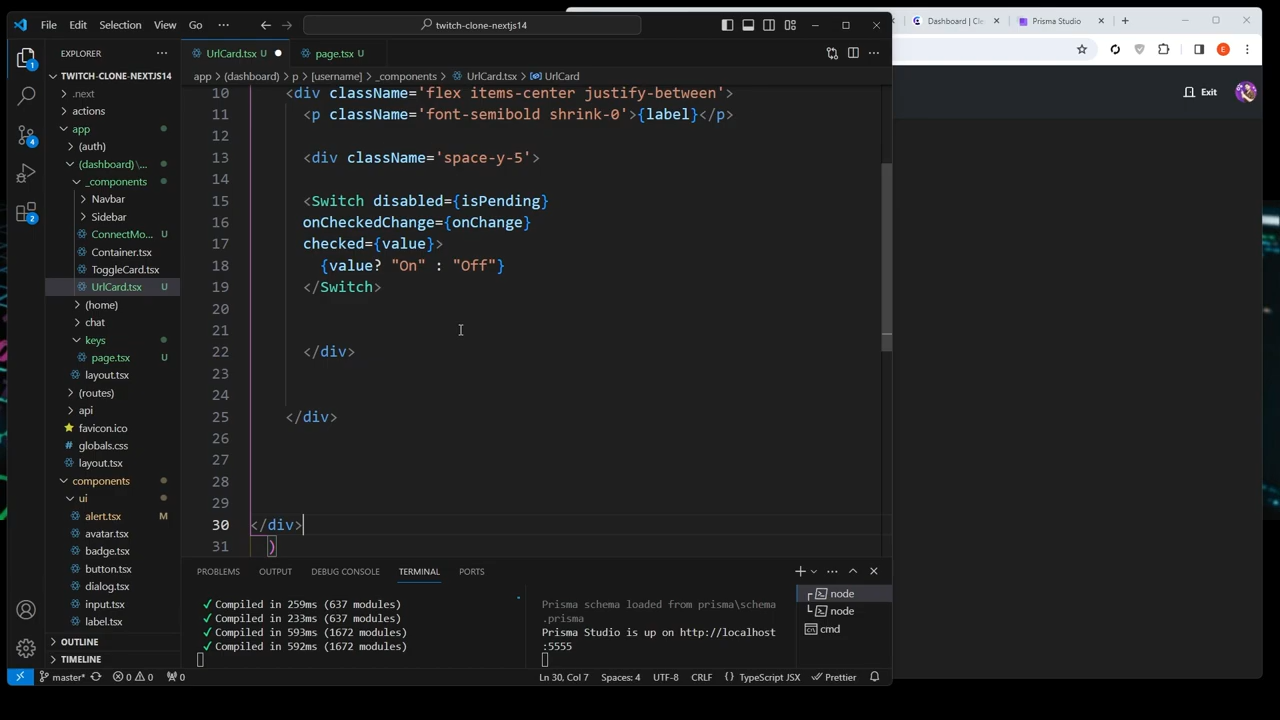 File Edit Selection View Go ··· twitch-clone-nextjs14
EXPLORER ···
TWITCH-CLONE-NEXTJS14
.next
actions
app
(auth)
(dashboard) \...
_components
Navbar
Sidebar
ConnectMo... U
Container.tsx
ToggleCard.tsx
UrlCard.tsx U
(home)
chat
keys
page.tsx U
layout.tsx
(routes)
api
favicon.ico
globals.css
layout.tsx
components
ui
alert.tsx M
avatar.tsx
badge.tsx
button.tsx
dialog.tsx
input.tsx
label.tsx
OUTLINE
TIMELINE
1
4
2
UrlCard.tsx U
page.tsx U
app > (dashboard) > p > [username] > _components > UrlCard.tsx > UrlCard
10 <div className='flex items-center justify-between'>
11 <p className='font-semibold shrink-0'>{label}</p>
12
13 <div className='space-y-5'>
14
15 <Switch disabled={isPending}
16 onCheckedChange={onChange}
17 checked={value}>
18 {value? "On" : "Off"}
19 </Switch>
20
21
22 </div>
23
24
25 </div>
26
27
28
29
30 </div>
31 )
PROBLEMS OUTPUT DEBUG CONSOLE TERMINAL PORTS
✓ Compiled in 259ms (637 modules)
✓ Compiled in 233ms (637 modules)
✓ Compiled in 593ms (1672 modules)
✓ Compiled in 592ms (1672 modules)
Prisma schema loaded from prisma\schema
.prisma
Prisma Studio is up on http://localhost
:5555
node
node
cmd
master* 0 0 0 Ln 30, Col 7 Spaces: 4 UTF-8 CRLF { } TypeScript JSX Prettier
Dashboard | Cle
Prisma Studio
E
Exit